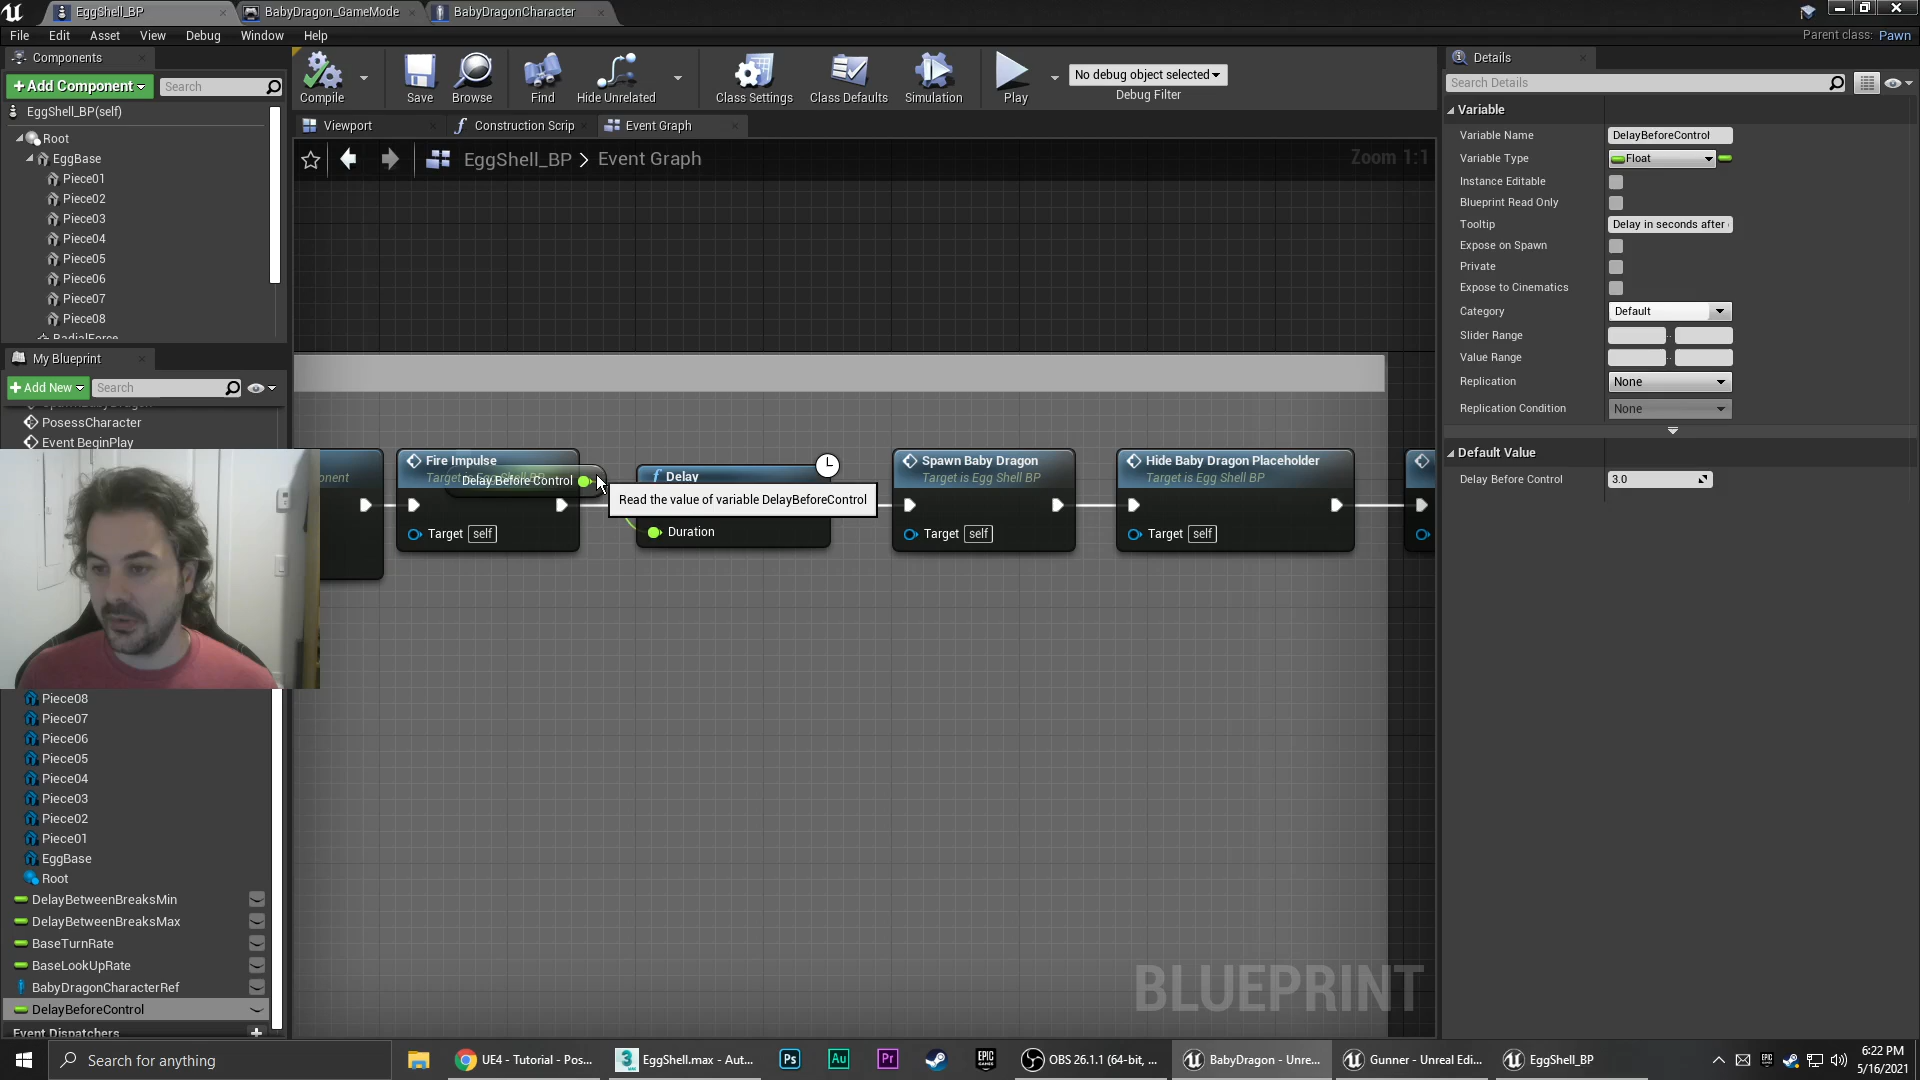 EggShell_BP
BabyDragon_GameMode
BabyDragonCharacter
File Edit Asset View Debug Window Help
Parent class: Pawn
Components
+Add Component
Search
EggShell_BP(self)
Root
EggBase
Piece01
Piece02
Piece03
Piece04
Piece05
Piece06
Piece07
Piece08
RadialForce
My Blueprint
+Add New
Search
PosessCharacter
Event BeginPlay
Piece08
Piece07
Piece06
Piece05
Piece04
Piece03
Piece02
Piece01
EggBase
Root
DelayBetweenBreaksMin
DelayBetweenBreaksMax
BaseTurnRate
BaseLookUpRate
BabyDragonCharacterRef
DelayBeforeControl
Event Dispatchers
Compile Save Browse Find Hide Unrelated Class Settings Class Defaults Simulation Play
No debug object selected
Debug Filter
Viewport
Construction Scrip
Event Graph
EggShell_BP > Event Graph
Zoom 1:1
Fire Impulse
Target self
Delay Before Control
Delay
Duration
Read the value of variable DelayBeforeControl
Spawn Baby Dragon
Target is Egg Shell BP
Target self
Hide Baby Dragon Placeholder
Target is Egg Shell BP
Target self
BLUEPRINT
Details
Search Details
Variable
Variable Name DelayBeforeControl
Variable Type Float
Instance Editable
Blueprint Read Only
Tooltip Delay in seconds after
Expose on Spawn
Private
Expose to Cinematics
Category Default
Slider Range
Value Range
Replication None
Replication Condition None
Default Value
Delay Before Control 3.0
Search for anything
UE4 - Tutorial - Pos...
EggShell.max - Aut...
Ps
Au
Pr
EPIC GAMES
OBS 26.1.1 (64-bit, ...
BabyDragon - Unre...
Gunner - Unreal Edi...
EggShell_BP
6:22 PM
5/16/2021